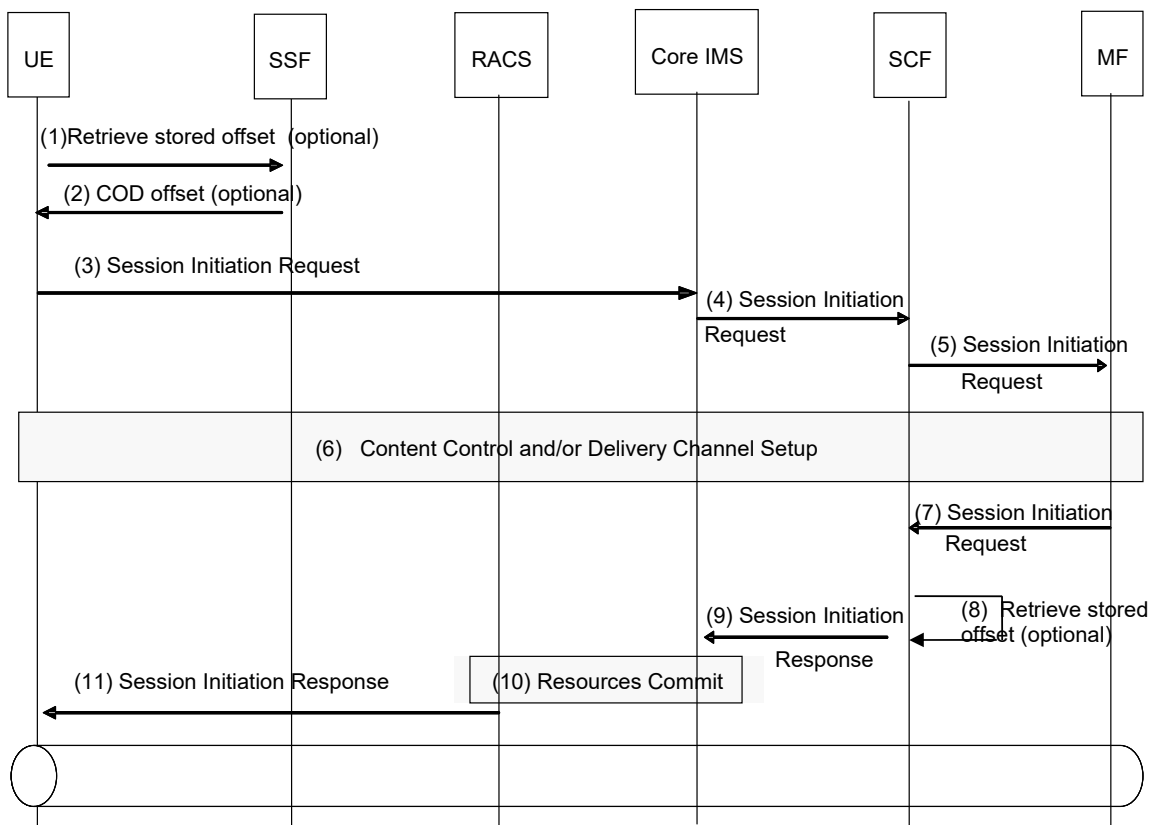 UE
SSF
RACS
Core IMS
SCF
MF
(1)Retrieve stored offset (optional)
(2) COD offset (optional)
(3) Session Initiation Request
(4) Session Initiation
Request
(5) Session Initiation
Request
(6) Content Control and/or Delivery Channel Setup
(7) Session Initiation
Request
(8) Retrieve stored
offset (optional)
(9) Session Initiation
Response
(10) Resources Commit
(11) Session Initiation Response